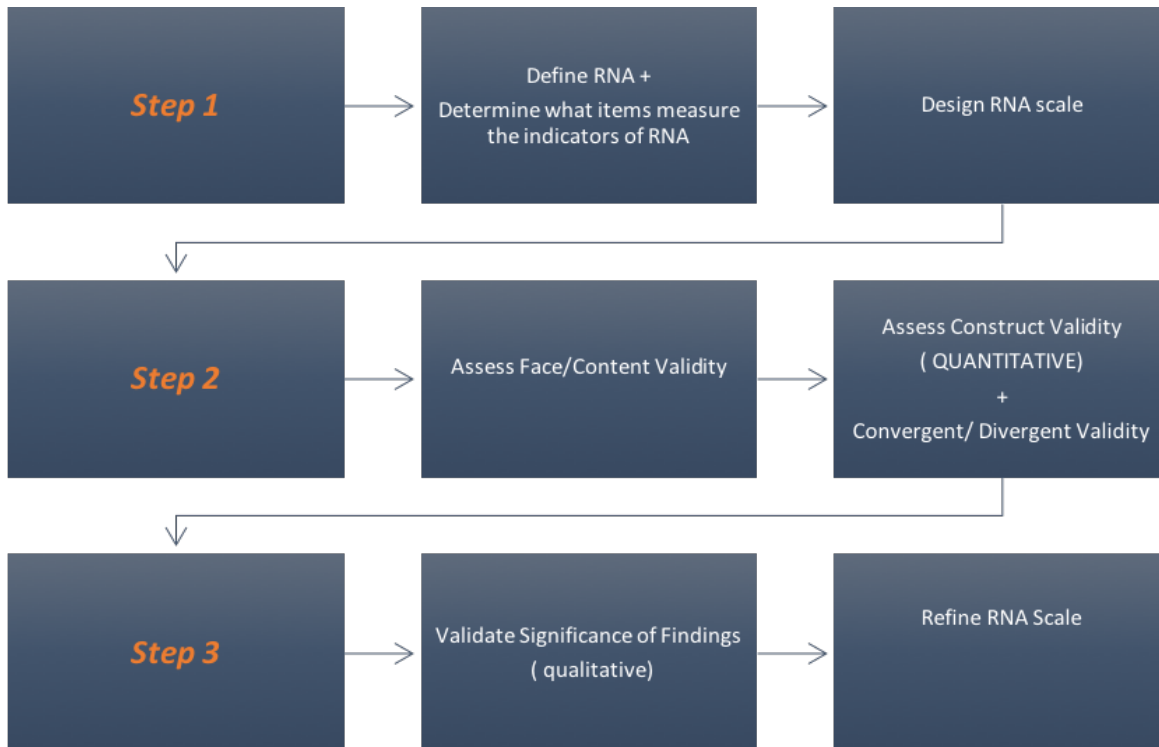 Step 1
Define RNA +
Determine what items measure
the indicators of RNA
Design RNA scale
Step 2
Assess Face/Content Validity
Assess Construct Validity
( QUANTITATIVE)
+
Convergent/ Divergent Validity
Step 3
Validate Significance of Findings
( qualitative)
Refine RNA Scale